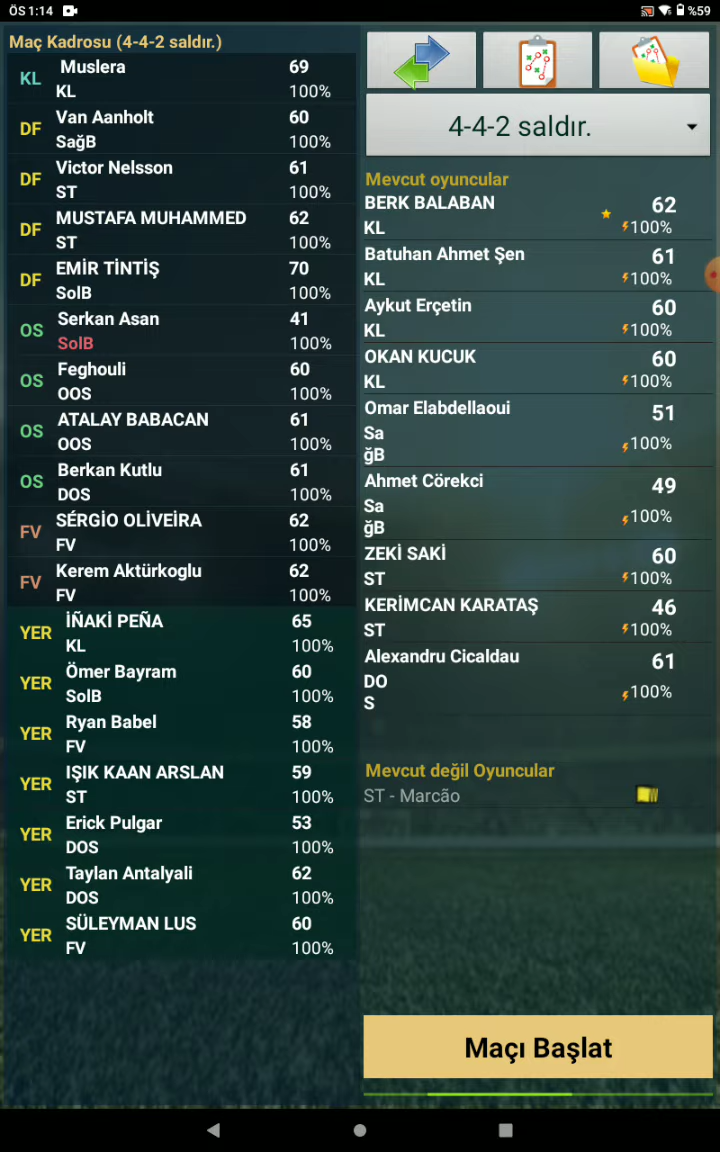 ÖS 1:14
%59
Maç Kadrosu (4-4-2 saldır.)
KL Muslera 69
KL 100%
DF Van Aanholt 60
SağB 100%
DF Victor Nelsson 61
ST 100%
DF MUSTAFA MUHAMMED 62
ST 100%
DF EMİR TİNTİŞ 70
SolB 100%
OS Serkan Asan 41
SolB 100%
OS Feghouli 60
OOS 100%
OS ATALAY BABACAN 61
OOS 100%
OS Berkan Kutlu 61
DOS 100%
FV SÉRGİO OLİVEİRA 62
FV 100%
FV Kerem Aktürkoglu 62
FV 100%
YER İÑAKİ PEÑA 65
KL 100%
YER Ömer Bayram 60
SolB 100%
YER Ryan Babel 58
FV 100%
YER IŞIK KAAN ARSLAN 59
ST 100%
YER Erick Pulgar 53
DOS 100%
YER Taylan Antalyali 62
DOS 100%
YER SÜLEYMAN LUS 60
FV 100%
4-4-2 saldır.
Mevcut oyuncular
BERK BALABAN 62
KL 100%
Batuhan Ahmet Şen 61
KL 100%
Aykut Erçetin 60
KL 100%
OKAN KUCUK 60
KL 100%
Omar Elabdellaoui 51
Sa
ğB 100%
Ahmet Cörekci 49
Sa
ğB 100%
ZEKİ SAKİ 60
ST 100%
KERİMCAN KARATAŞ 46
ST 100%
Alexandru Cicaldau 61
DO
S 100%
Mevcut değil Oyuncular
ST - Marcão
Maçı Başlat